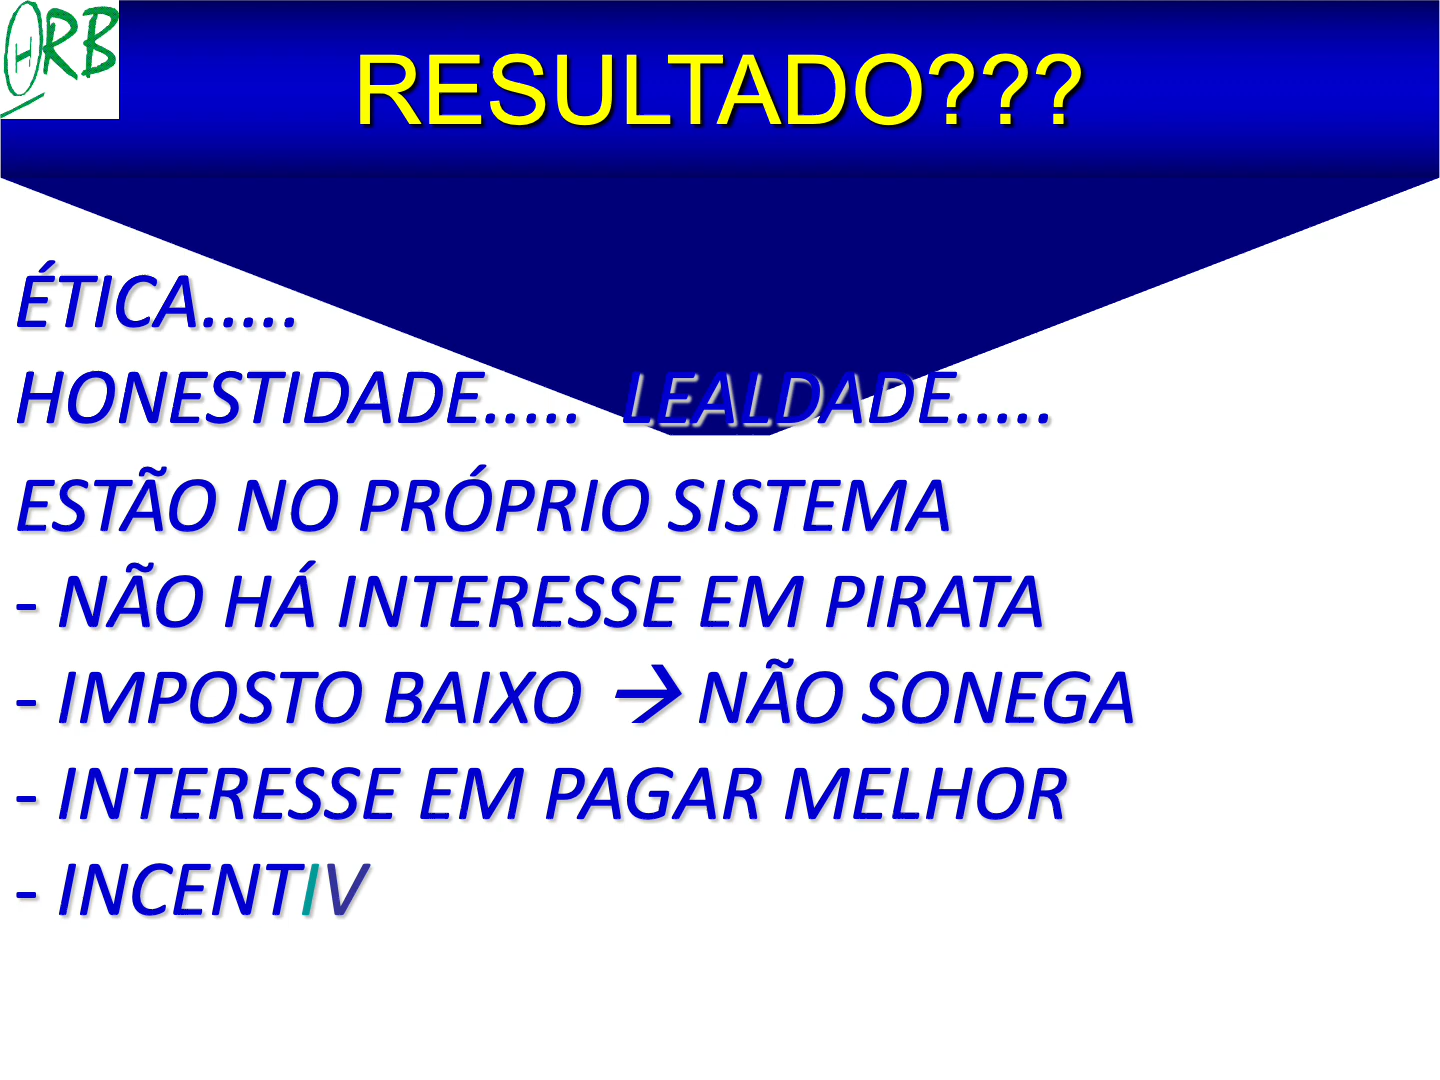 HRB
RESULTADO???
ÉTICA.....
HONESTIDADE..... LEALDADE.....
ESTÃO NO PRÓPRIO SISTEMA
- NÃO HÁ INTERESSE EM PIRATA
- IMPOSTO BAIXO → NÃO SONEGA
- INTERESSE EM PAGAR MELHOR
- INCENTIV